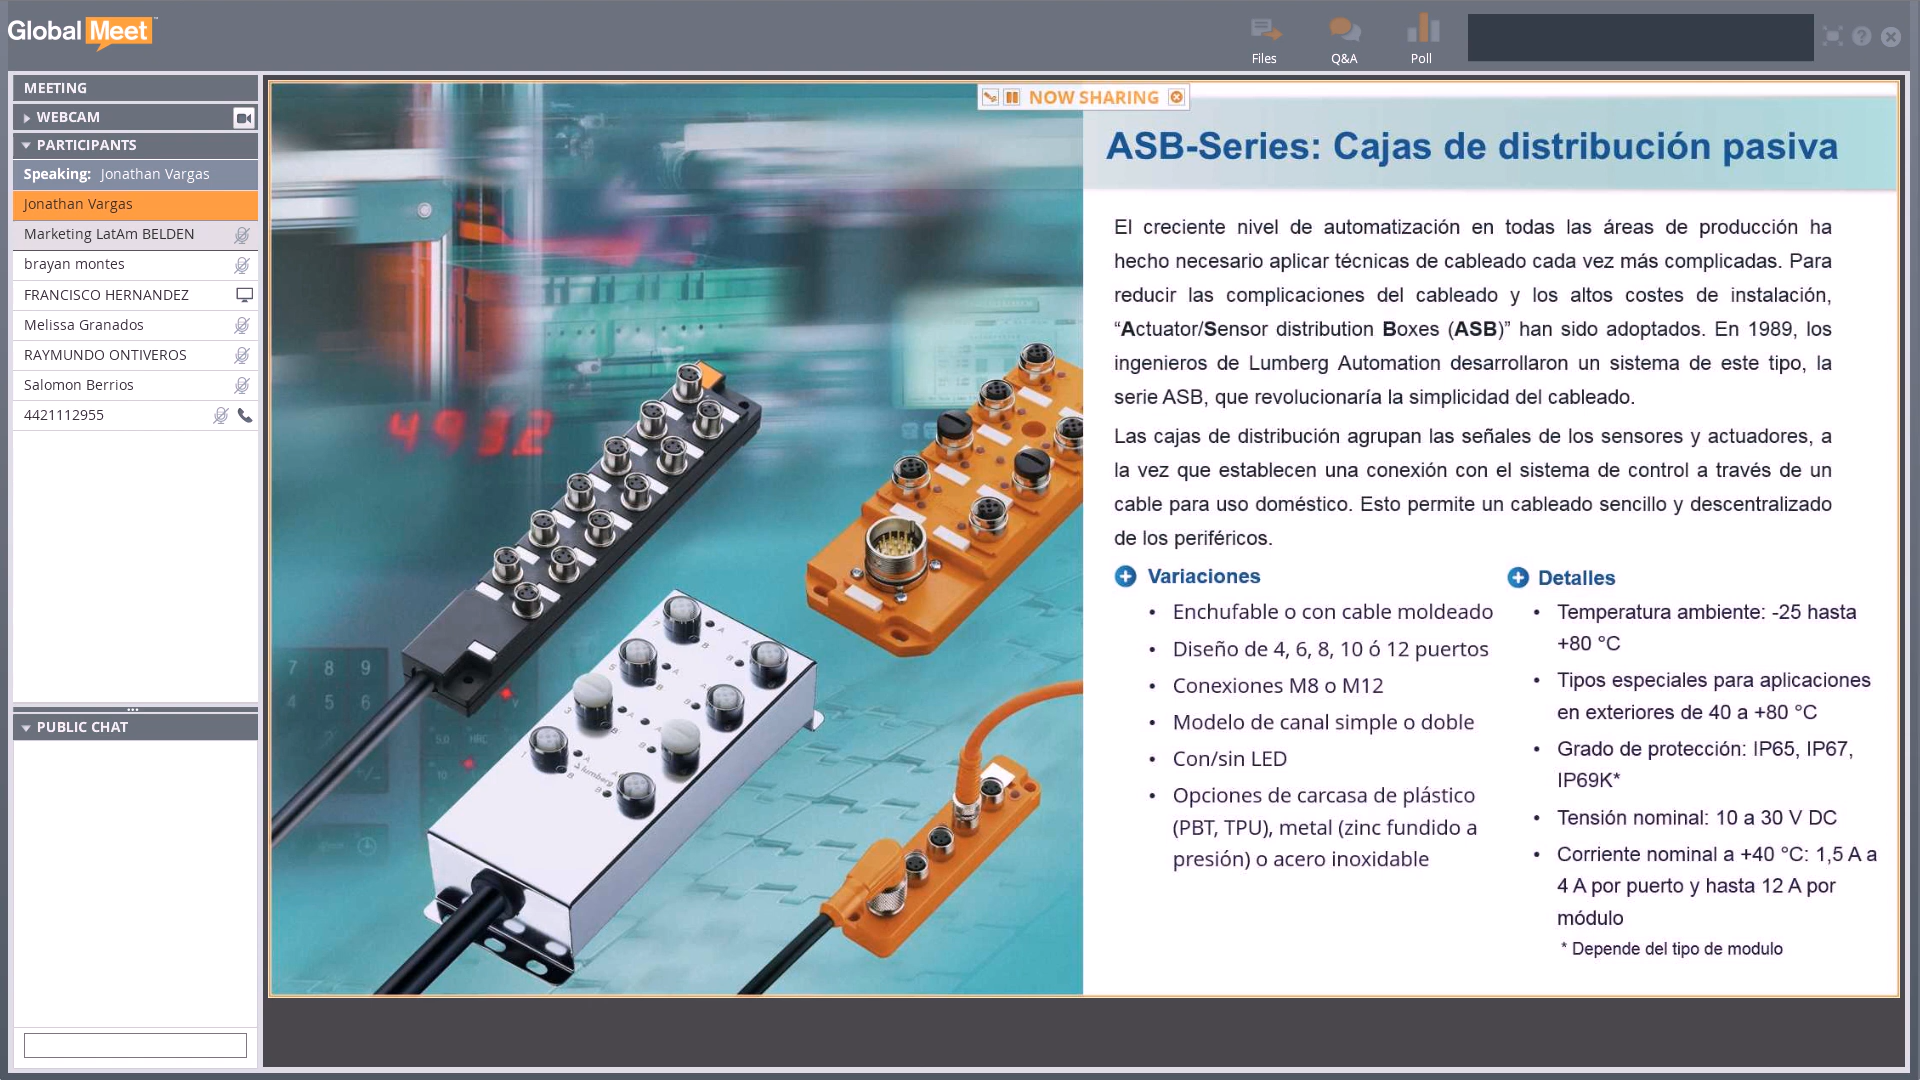 Global Meet™
Files
Q&A
Poll
MEETING
WEBCAM
PARTICIPANTS
Speaking: Jonathan Vargas
Jonathan Vargas
Marketing LatAm BELDEN
brayan montes
FRANCISCO HERNANDEZ
Melissa Granados
RAYMUNDO ONTIVEROS
Salomon Berrios
4421112955
PUBLIC CHAT
NOW SHARING
ASB-Series: Cajas de distribución pasiva
El creciente nivel de automatización en todas las áreas de producción ha
hecho necesario aplicar técnicas de cableado cada vez más complicadas. Para
reducir las complicaciones del cableado y los altos costes de instalación,
“Actuator/Sensor distribution Boxes (ASB)” han sido adoptados. En 1989, los
ingenieros de Lumberg Automation desarrollaron un sistema de este tipo, la
serie ASB, que revolucionaría la simplicidad del cableado.
Las cajas de distribución agrupan las señales de los sensores y actuadores, a
la vez que establecen una conexión con el sistema de control a través de un
cable para uso doméstico. Esto permite un cableado sencillo y descentralizado
de los periféricos.
Variaciones
• Enchufable o con cable moldeado
• Diseño de 4, 6, 8, 10 ó 12 puertos
• Conexiones M8 o M12
• Modelo de canal simple o doble
• Con/sin LED
• Opciones de carcasa de plástico
(PBT, TPU), metal (zinc fundido a
presión) o acero inoxidable
Detalles
• Temperatura ambiente: -25 hasta
+80 °C
• Tipos especiales para aplicaciones
en exteriores de 40 a +80 °C
• Grado de protección: IP65, IP67,
IP69K*
• Tensión nominal: 10 a 30 V DC
• Corriente nominal a +40 °C: 1,5 A a
4 A por puerto y hasta 12 A por
módulo
* Depende del tipo de modulo
4932
7 8 9
4 5 6
lumberg